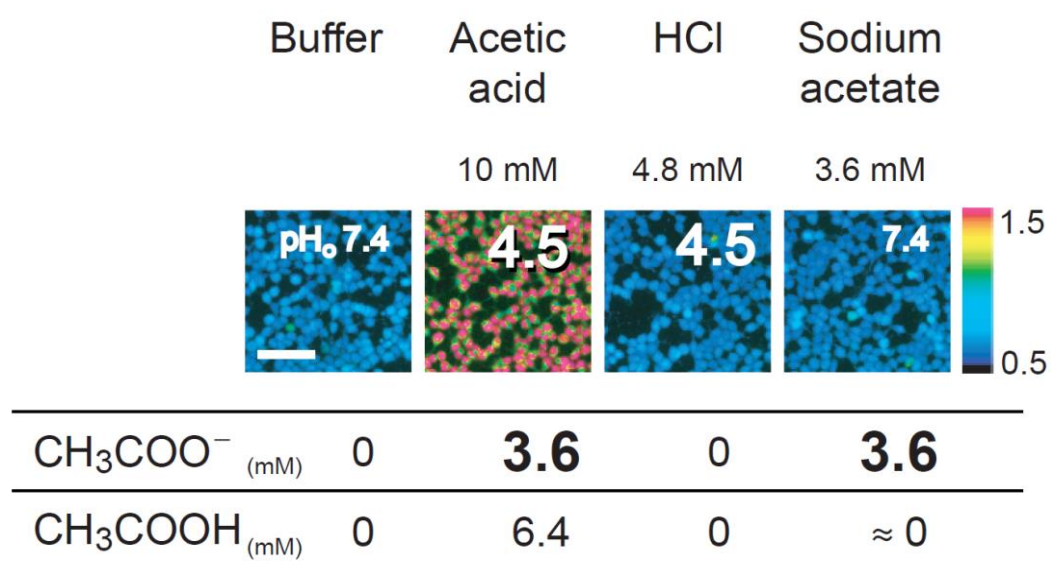 Buffer Acetic acid HCl Sodium acetate
10 mM 4.8 mM 3.6 mM
pHₒ 7.4 4.5 4.5 7.4 1.5
0.5
CH₃COO⁻ (mM) 0 3.6 0 3.6
CH₃COOH (mM) 0 6.4 0 ≈ 0